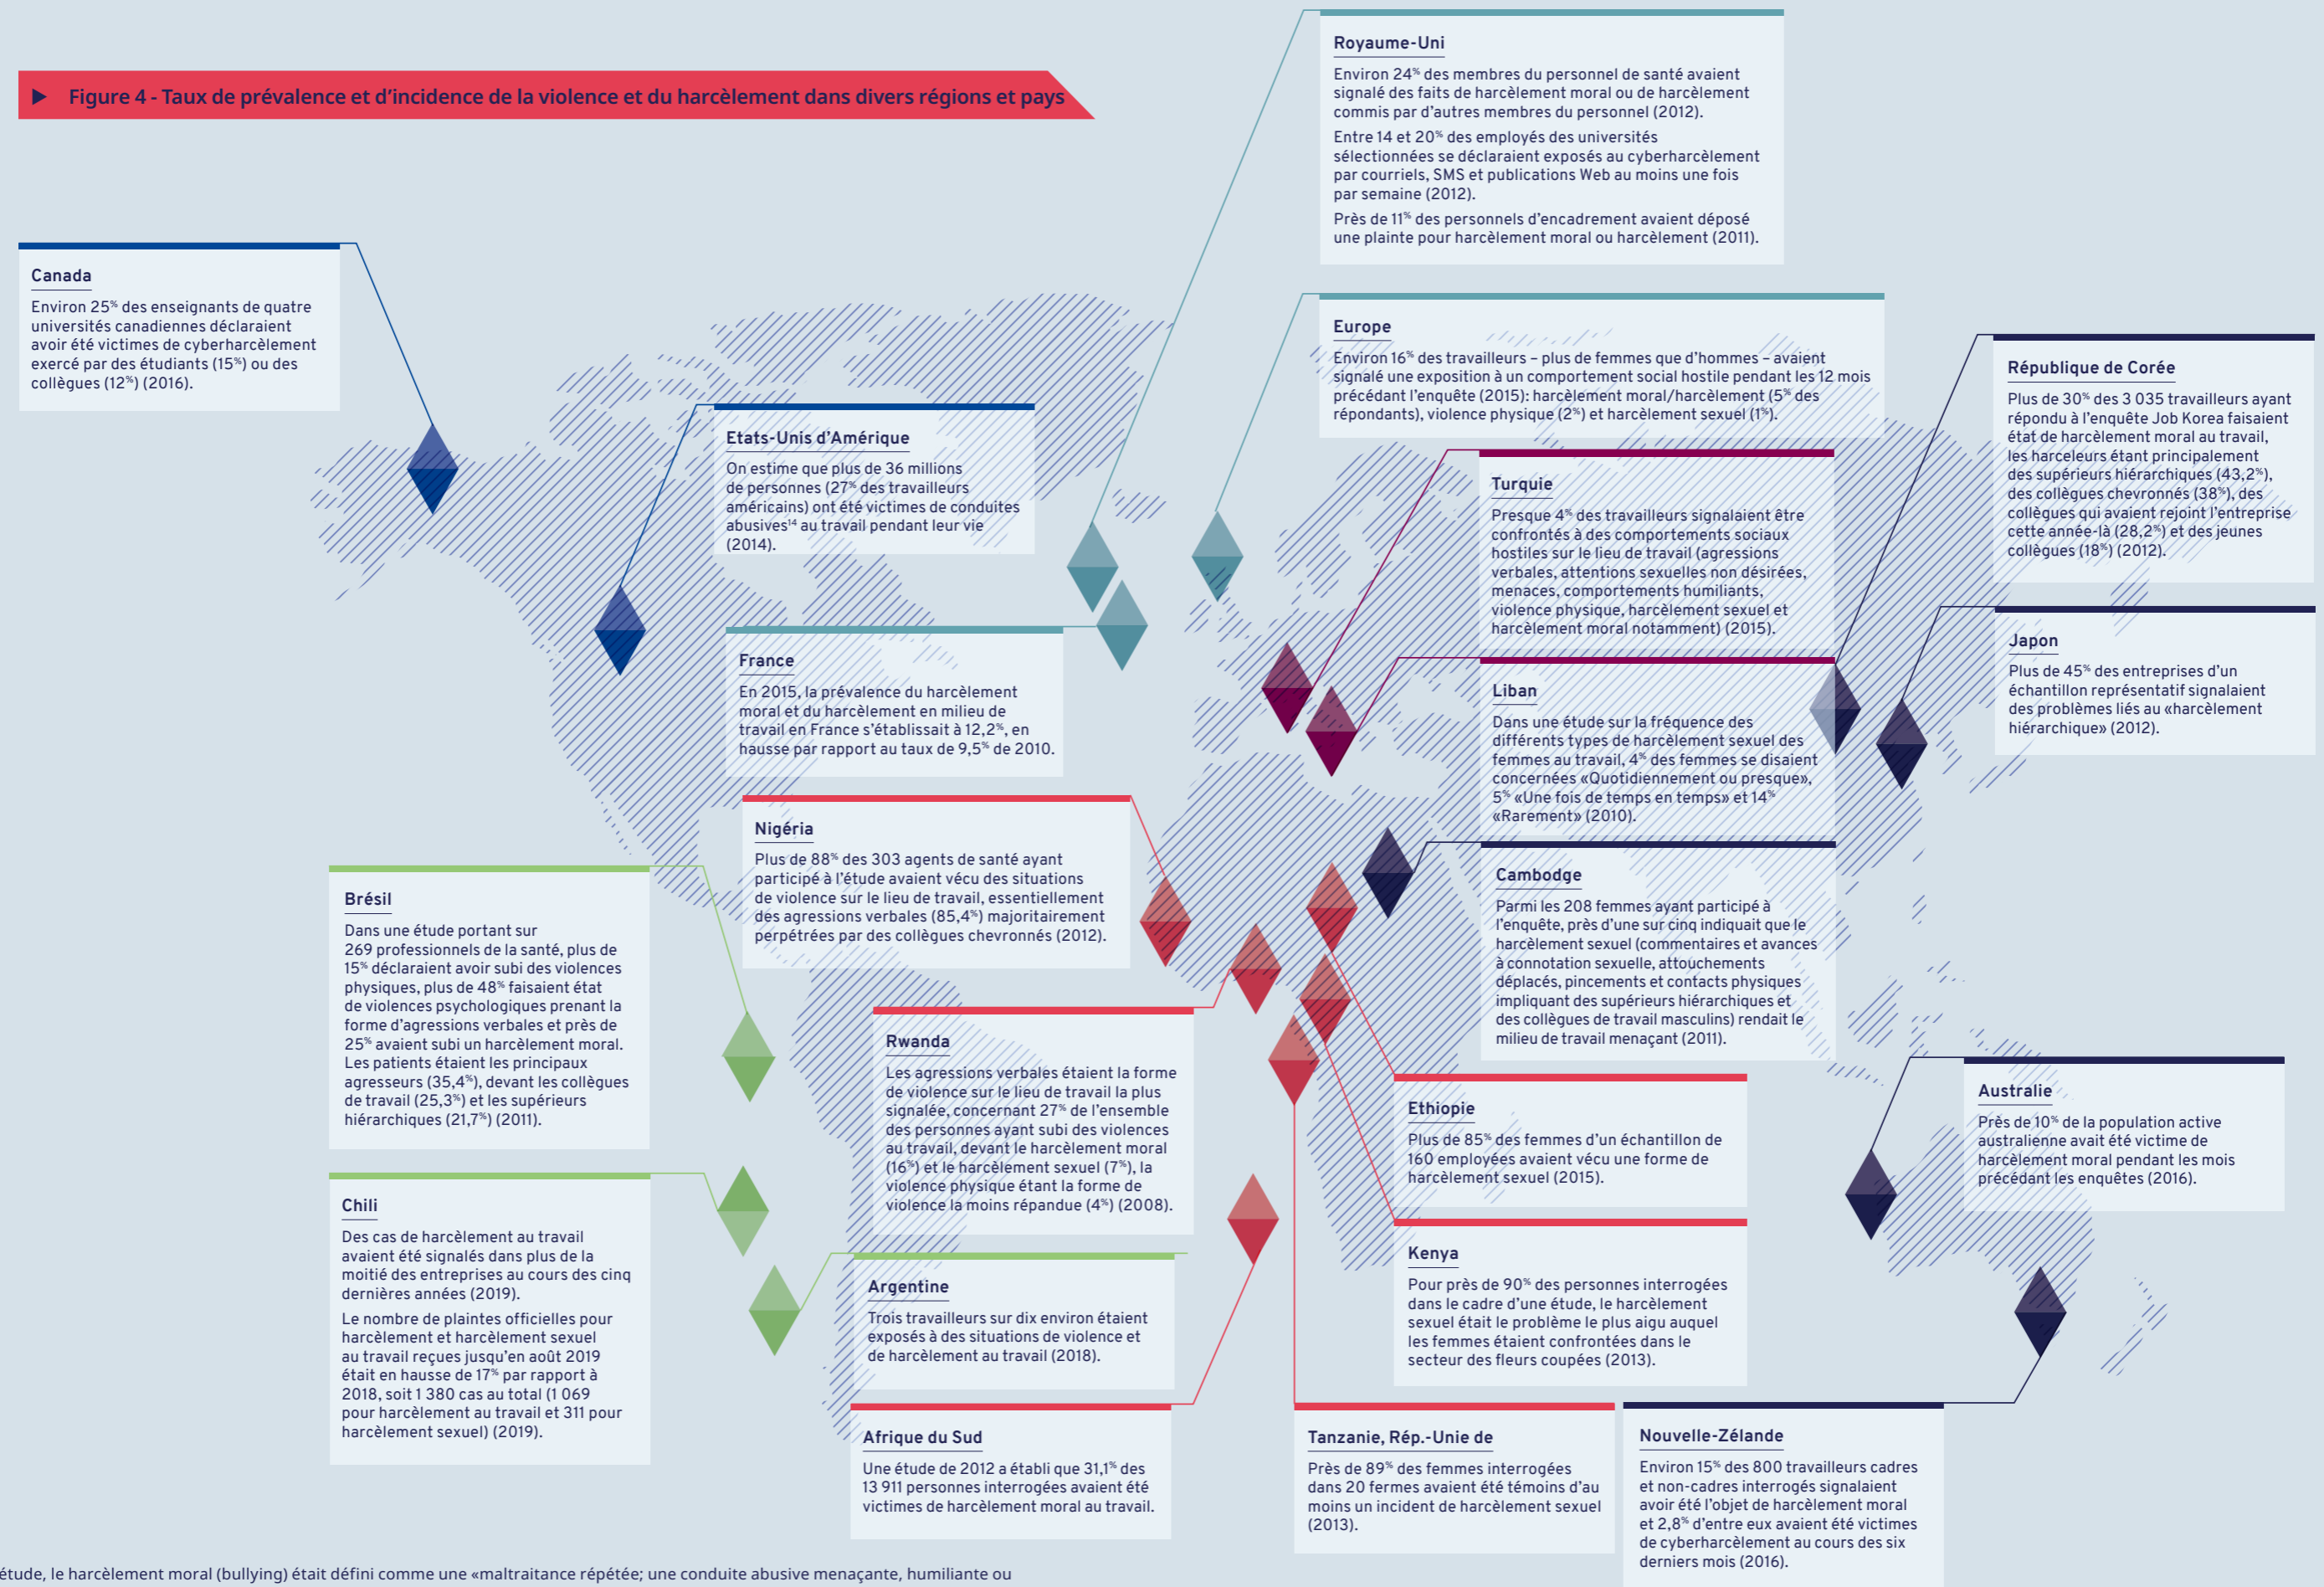 ▶ Figure 4 - Taux de prévalence et d'incidence de la violence et du harcèlement dans divers régions et pays
Royaume-Uni
Environ 24% des membres du personnel de santé avaient
signalé des faits de harcèlement moral ou de harcèlement
commis par d'autres membres du personnel (2012).
Entre 14 et 20% des employés des universités
sélectionnées se déclaraient exposés au cyberharcèlement
par courriels, SMS et publications Web au moins une fois
par semaine (2012).
Près de 11% des personnels d'encadrement avaient déposé
une plainte pour harcèlement moral ou harcèlement (2011).
Canada
Environ 25% des enseignants de quatre
universités canadiennes déclaraient
avoir été victimes de cyberharcèlement
exercé par des étudiants (15%) ou des
collègues (12%) (2016).
Europe
Environ 16% des travailleurs – plus de femmes que d'hommes – avaient
signalé une exposition à un comportement social hostile pendant les 12 mois
précédant l'enquête (2015): harcèlement moral/harcèlement (5% des
répondants), violence physique (2%) et harcèlement sexuel (1%).
République de Corée
Plus de 30% des 3 035 travailleurs ayant
répondu à l'enquête Job Korea faisaient
état de harcèlement moral au travail,
les harceleurs étant principalement
des supérieurs hiérarchiques (43,2%),
des collègues chevronnés (38%), des
collègues qui avaient rejoint l'entreprise
cette année-là (28,2%) et des jeunes
collègues (18%) (2012).
Etats-Unis d'Amérique
On estime que plus de 36 millions
de personnes (27% des travailleurs
américains) ont été victimes de conduites
abusives14 au travail pendant leur vie
(2014).
Turquie
Presque 4% des travailleurs signalaient être
confrontés à des comportements sociaux
hostiles sur le lieu de travail (agressions
verbales, attentions sexuelles non désirées,
menaces, comportements humiliants,
violence physique, harcèlement sexuel et
harcèlement moral notamment) (2015).
Japon
Plus de 45% des entreprises d'un
échantillon représentatif signalaient
des problèmes liés au «harcèlement
hiérarchique» (2012).
France
En 2015, la prévalence du harcèlement
moral et du harcèlement en milieu de
travail en France s'établissait à 12,2%, en
hausse par rapport au taux de 9,5% de 2010.
Liban
Dans une étude sur la fréquence des
différents types de harcèlement sexuel des
femmes au travail, 4% des femmes se disaient
concernées «Quotidiennement ou presque»,
5% «Une fois de temps en temps» et 14%
«Rarement» (2010).
Nigéria
Plus de 88% des 303 agents de santé ayant
participé à l'étude avaient vécu des situations
de violence sur le lieu de travail, essentiellement
des agressions verbales (85,4%) majoritairement
perpétrées par des collègues chevronnés (2012).
Cambodge
Parmi les 208 femmes ayant participé à
l'enquête, près d'une sur cinq indiquait que le
harcèlement sexuel (commentaires et avances
à connotation sexuelle, attouchements
déplacés, pincements et contacts physiques
impliquant des supérieurs hiérarchiques et
des collègues de travail masculins) rendait le
milieu de travail menaçant (2011).
Brésil
Dans une étude portant sur
269 professionnels de la santé, plus de
15% déclaraient avoir subi des violences
physiques, plus de 48% faisaient état
de violences psychologiques prenant la
forme d'agressions verbales et près de
25% avaient subi un harcèlement moral.
Les patients étaient les principaux
agresseurs (35,4%), devant les collègues
de travail (25,3%) et les supérieurs
hiérarchiques (21,7%) (2011).
Rwanda
Les agressions verbales étaient la forme
de violence sur le lieu de travail la plus
signalée, concernant 27% de l'ensemble
des personnes ayant subi des violences
au travail, devant le harcèlement moral
(16%) et le harcèlement sexuel (7%), la
violence physique étant la forme de
violence la moins répandue (4%) (2008).
Australie
Près de 10% de la population active
australienne avait été victime de
harcèlement moral pendant les mois
précédant les enquêtes (2016).
Ethiopie
Plus de 85% des femmes d'un échantillon de
160 employées avaient vécu une forme de
harcèlement sexuel (2015).
Chili
Des cas de harcèlement au travail
avaient été signalés dans plus de la
moitié des entreprises au cours des cinq
dernières années (2019).
Le nombre de plaintes officielles pour
harcèlement et harcèlement sexuel
au travail reçues jusqu'en août 2019
était en hausse de 17% par rapport à
2018, soit 1 380 cas au total (1 069
pour harcèlement au travail et 311 pour
harcèlement sexuel) (2019).
Kenya
Pour près de 90% des personnes interrogées
dans le cadre d'une étude, le harcèlement
sexuel était le problème le plus aigu auquel
les femmes étaient confrontées dans le
secteur des fleurs coupées (2013).
Argentine
Trois travailleurs sur dix environ étaient
exposés à des situations de violence et
de harcèlement au travail (2018).
Afrique du Sud
Une étude de 2012 a établi que 31,1% des
13 911 personnes interrogées avaient été
victimes de harcèlement moral au travail.
Tanzanie, Rép.-Unie de
Près de 89% des femmes interrogées
dans 20 fermes avaient été témoins d'au
moins un incident de harcèlement sexuel
(2013).
Nouvelle-Zélande
Environ 15% des 800 travailleurs cadres
et non-cadres interrogés signalaient
avoir été l'objet de harcèlement moral
et 2,8% d'entre eux avaient été victimes
de cyberharcèlement au cours des six
derniers mois (2016).
étude, le harcèlement moral (bullying) était défini comme une «maltraitance répétée; une conduite abusive menaçante, humiliante ou